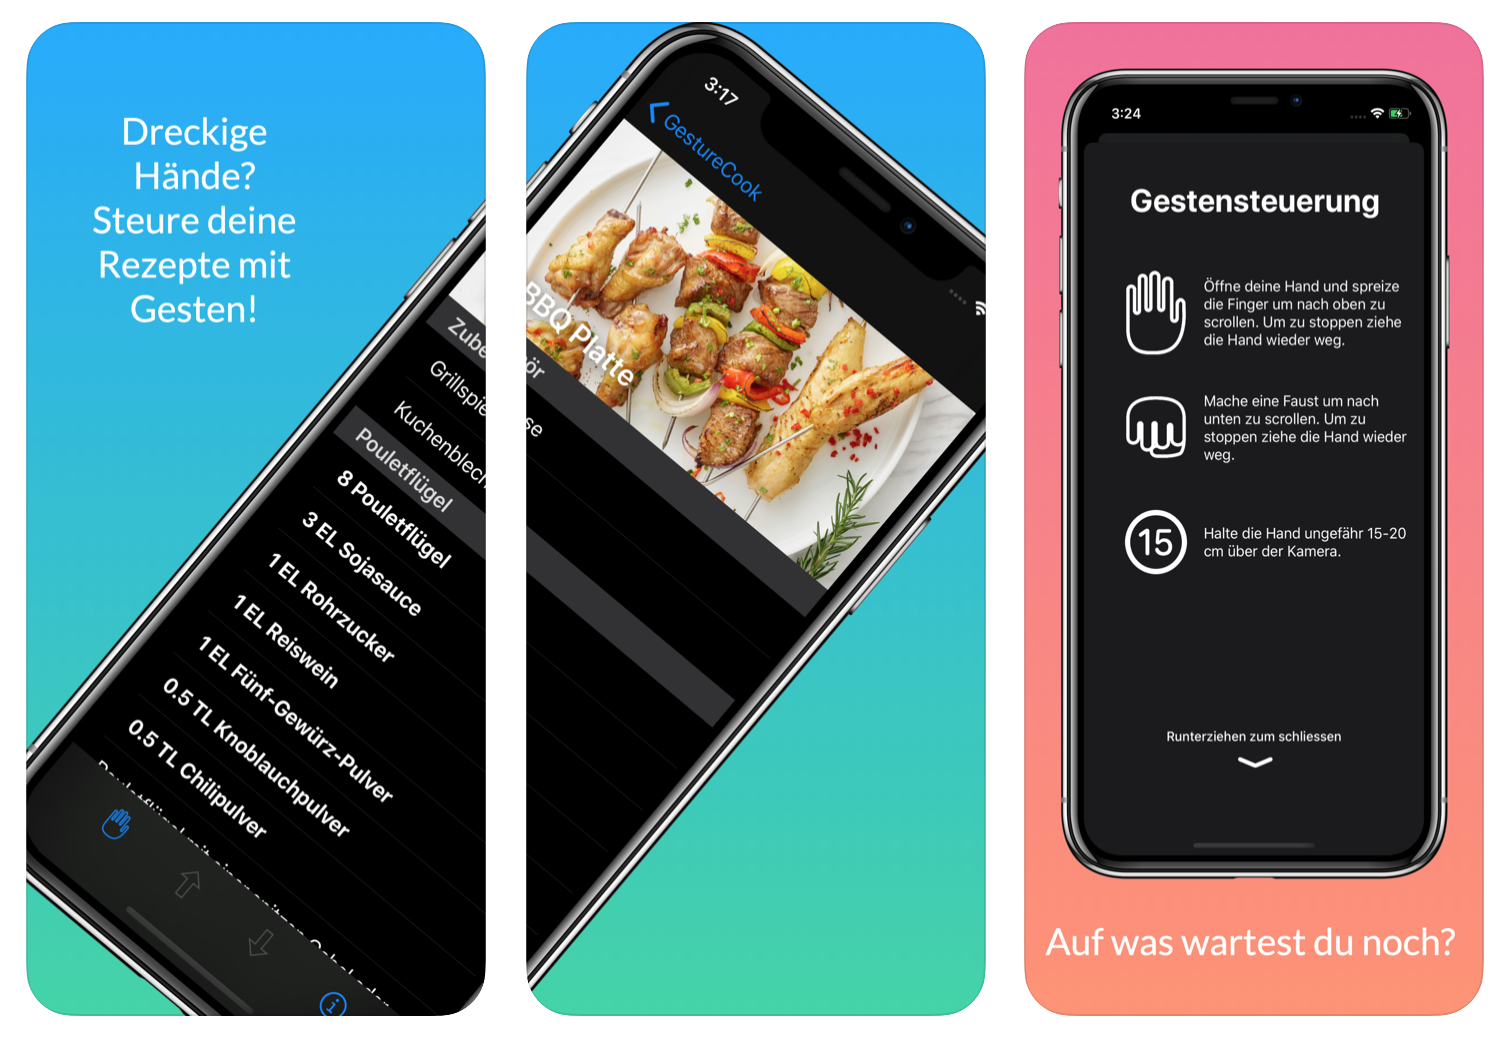 Dreckige
Hände?
Steure deine
Rezepte mit
Gesten!
Grillspie
Kuchenblech
Pouletflügel
8 Pouletflügel
3 EL Sojasauce
1 EL Rohrzucker
1 EL Reiswein
1 EL Fünf-Gewürz-Pulver
0.5 TL Knoblauchpulver
0.5 TL Chilipulver
3:17
GestureCook
BBQ Platte
3:24
Gestensteuerung
Öffne deine Hand und spreize
die Finger um nach oben zu
scrollen. Um zu stoppen ziehe
die Hand wieder weg.
Mache eine Faust um nach
unten zu scrollen. Um zu
stoppen ziehe die Hand wieder
weg.
15
Halte die Hand ungefähr 15-20
cm über der Kamera.
Runterziehen zum schliessen
Auf was wartest du noch?